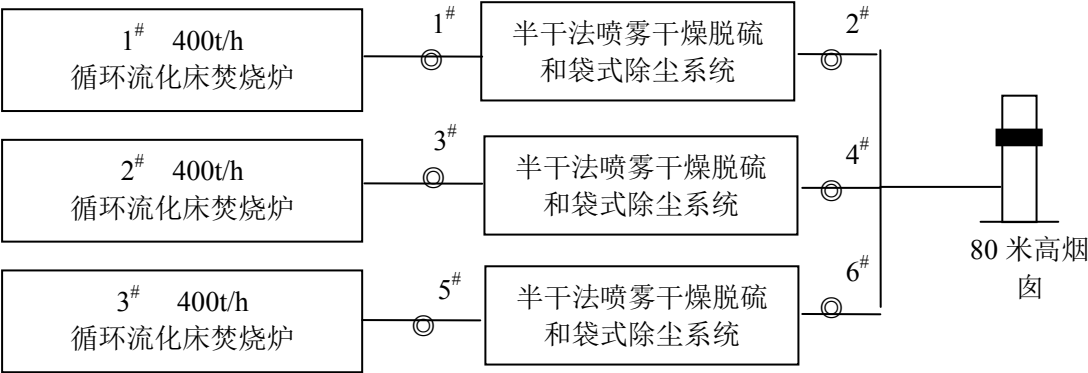 1# 400t/h
循环流化床焚烧炉
1#
半干法喷雾干燥脱硫
和袋式除尘系统
2#
2# 400t/h
循环流化床焚烧炉
3#
半干法喷雾干燥脱硫
和袋式除尘系统
4#
3# 400t/h
循环流化床焚烧炉
5#
半干法喷雾干燥脱硫
和袋式除尘系统
6#
80 米高烟
囱